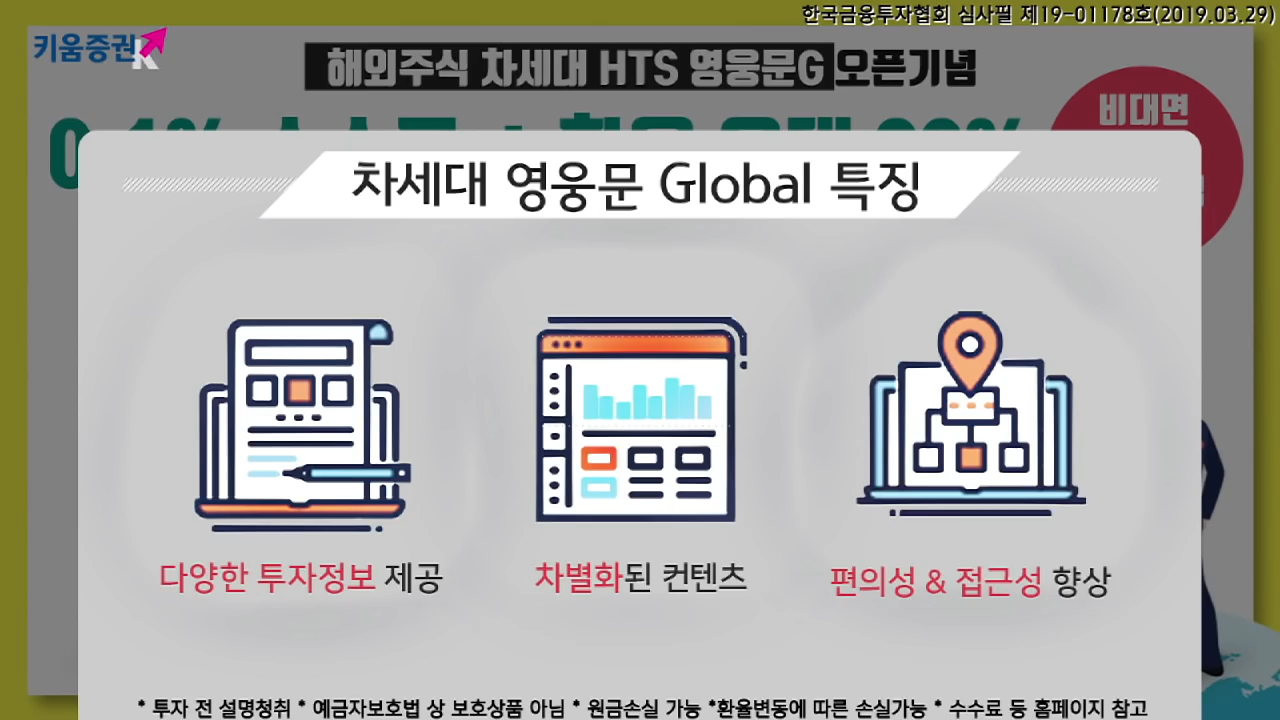 한국금융투자협회 심사필 제19-01178호(2019.03.29)
키움증권
해외주식 차세대 HTS 영웅문G 오픈기념
비대면
차세대 영웅문 Global 특징
다양한 투자정보 제공
차별화된 컨텐츠
편의성 & 접근성 향상
* 투자 전 설명청취 * 예금자보호법 상 보호상품 아님 * 원금손실 가능 *환율변동에 따른 손실가능 * 수수료 등 홈페이지 참고